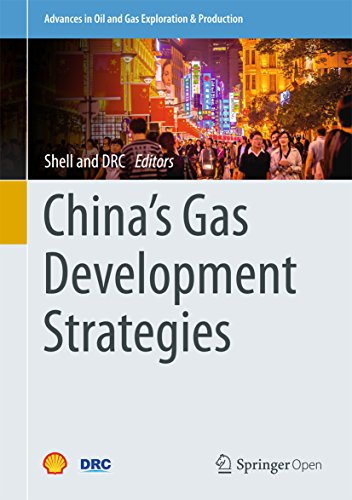 Advances in Oil and Gas Exploration & Production
Shell and DRC Editors
China’s Gas
Development
Strategies
DRC
Springer Open